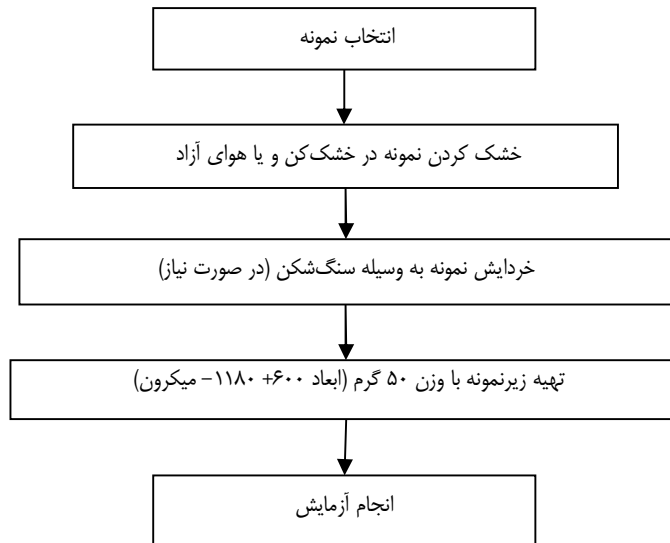 انتخاب نمونه
خشک کردن نمونه در خشک‌کن و یا هوای آزاد
خردایش نمونه به وسیله سنگ‌شکن (در صورت نیاز)
تهیه زیرنمونه با وزن ۵۰ گرم (ابعاد ۶۰۰+ ۱۱۸۰- میکرون)
انجام آزمایش